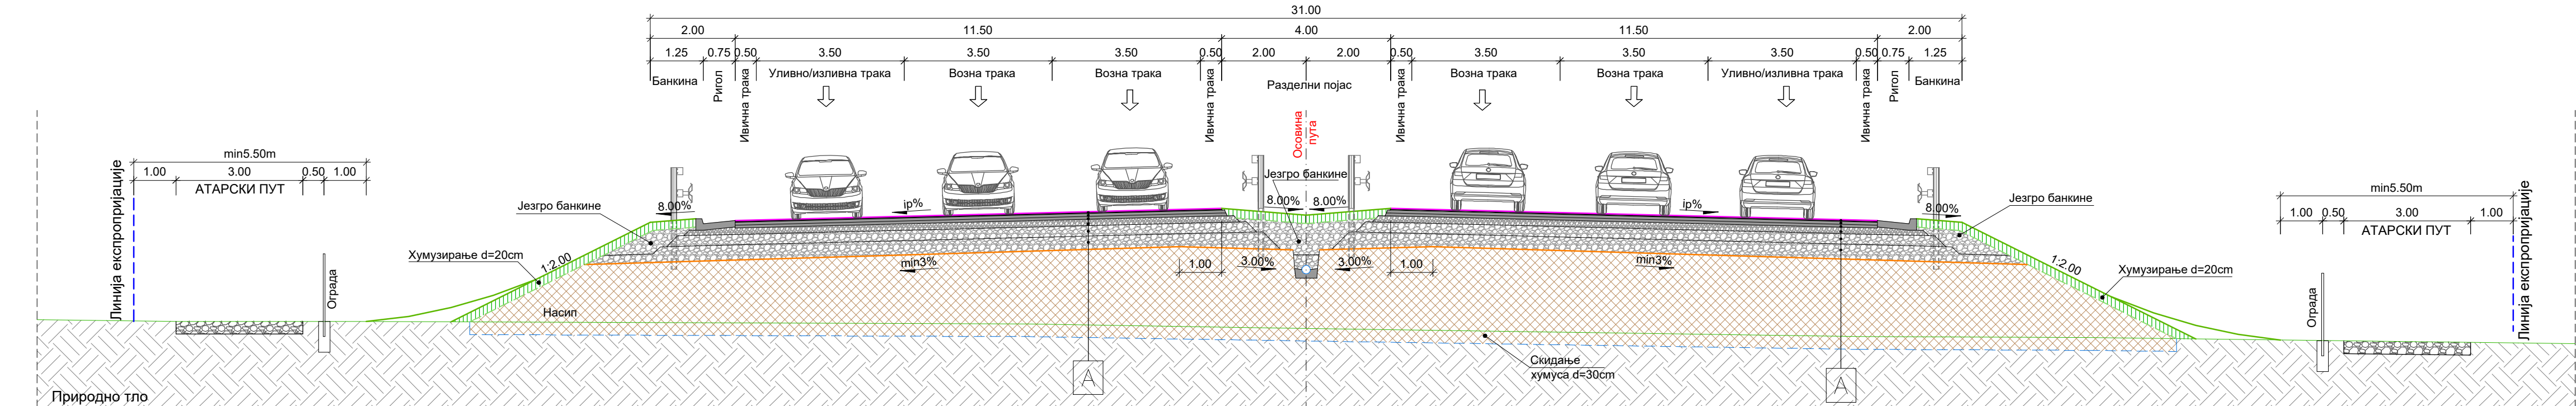 31.00
2.00 11.50 4.00 11.50 2.00
1.25 0.75 0.50 3.50 3.50 3.50 0.50 2.00 2.00 0.50 3.50 3.50 3.50 0.50 0.75 1.25
Банкина
Ригол
Ивична трака
Уливно/изливна трака
Возна трака
Возна трака
Ивична трака
Разделни појас
Ивична трака
Возна трака
Возна трака
Уливно/изливна трака
Ивична трака
Ригол
Банкина
Осовина
пута
Линија експропријације
min5.50m
1.00 3.00 0.50 1.00
АТАРСКИ ПУТ
Ограда
Језгро банкине
8.00%
ip%
Језгро банкине
8.00% 8.00%
ip%
8.00%
Језгро банкине
Хумузирање d=20cm
1:2.00
min3%
1.00
3.00%
3.00%
1.00
min3%
1:2.00
Хумузирање d=20cm
Насип
Скидање
хумуса d=30cm
A
A
min5.50m
1.00 0.50 3.00 1.00
АТАРСКИ ПУТ
Ограда
Линија експропријације
Природно тло